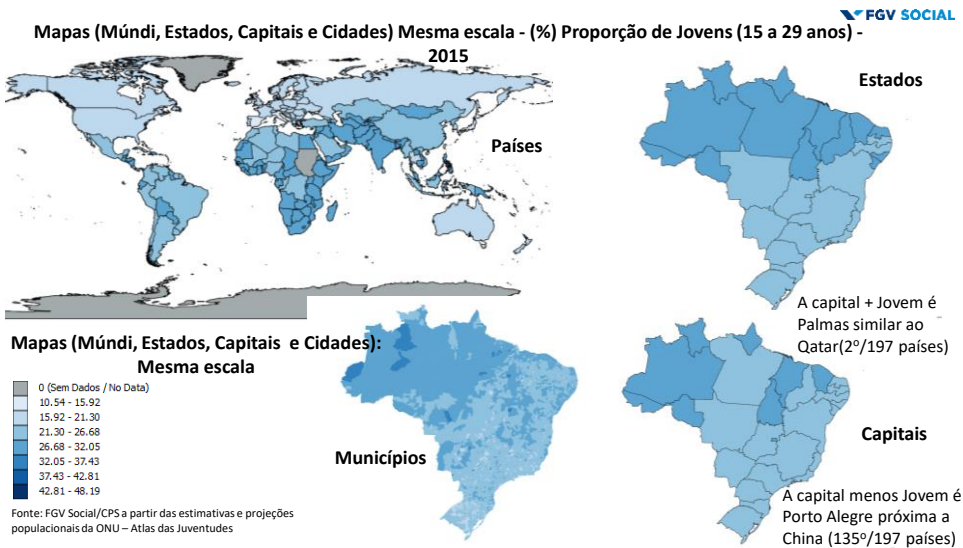 FGV SOCIAL
Mapas (Múndi, Estados, Capitais e Cidades) Mesma escala - (%) Proporção de Jovens (15 a 29 anos) -
2015
Países
Estados
A capital + Jovem é
Palmas similar ao
Qatar(2º/197 países)
Mapas (Múndi, Estados, Capitais e Cidades):
Mesma escala
0 (Sem Dados / No Data)
10.54 - 15.92
15.92 - 21.30
21.30 - 26.68
26.68 - 32.05
32.05 - 37.43
37.43 - 42.81
42.81 - 48.19
Fonte: FGV Social/CPS a partir das estimativas e projeções
populacionais da ONU – Atlas das Juventudes
Municípios
Capitais
A capital menos Jovem é
Porto Alegre próxima a
China (135º/197 países)